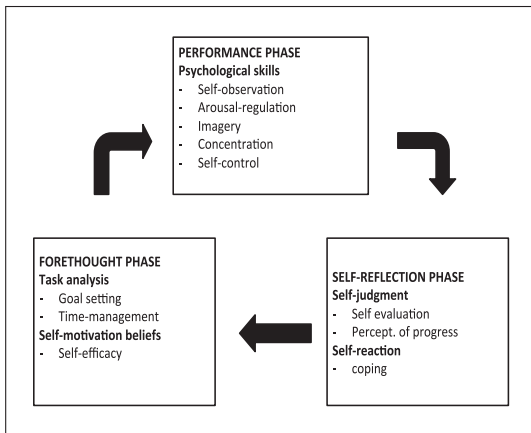 PERFORMANCE PHASE
Psychological skills
- Self-observation
- Arousal-regulation
- Imagery
- Concentration
- Self-control
FORETHOUGHT PHASE
Task analysis
- Goal setting
- Time-management
Self-motivation beliefs
- Self-efficacy
SELF-REFLECTION PHASE
Self-judgment
- Self evaluation
- Percept. of progress
Self-reaction
- coping